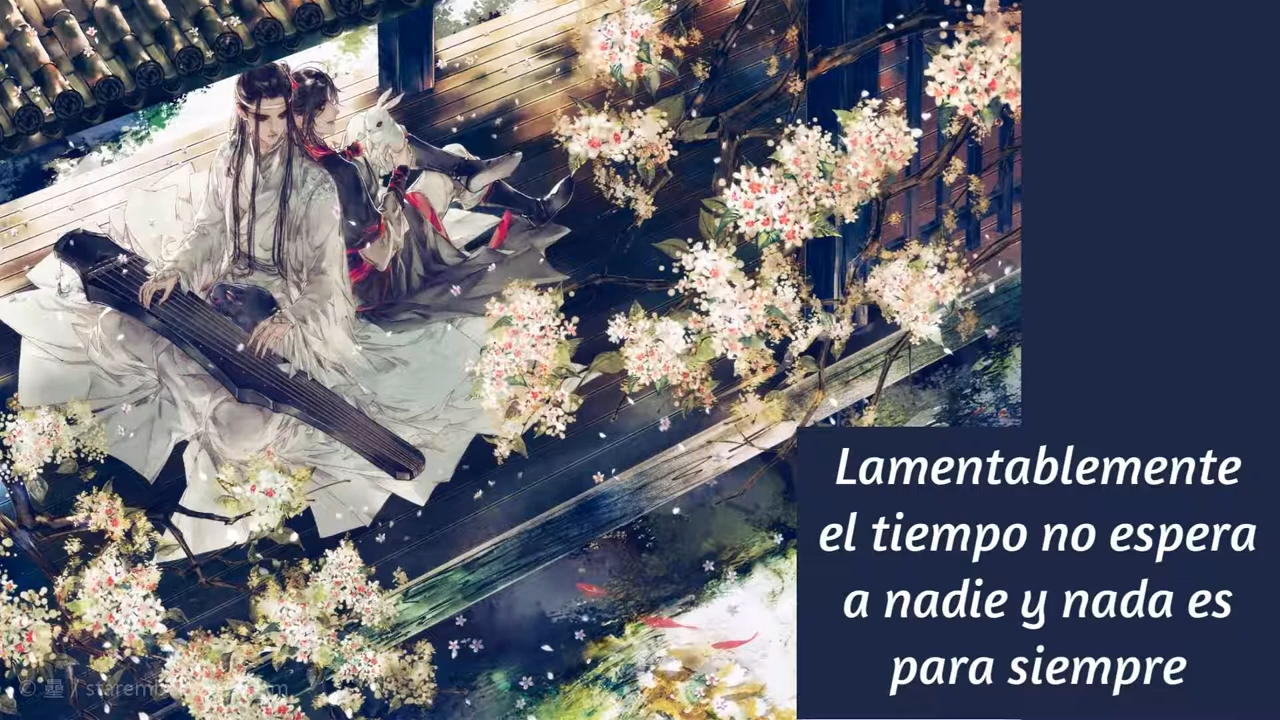 Lamentablemente
el tiempo no espera
a nadie y nada es
para siempre